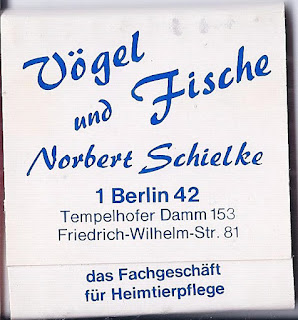 Vögel
und Fische
Norbert Schielke
1 Berlin 42
Tempelhofer Damm 153
Friedrich-Wilhelm-Str. 81
das Fachgeschäft
für Heimtierpflege